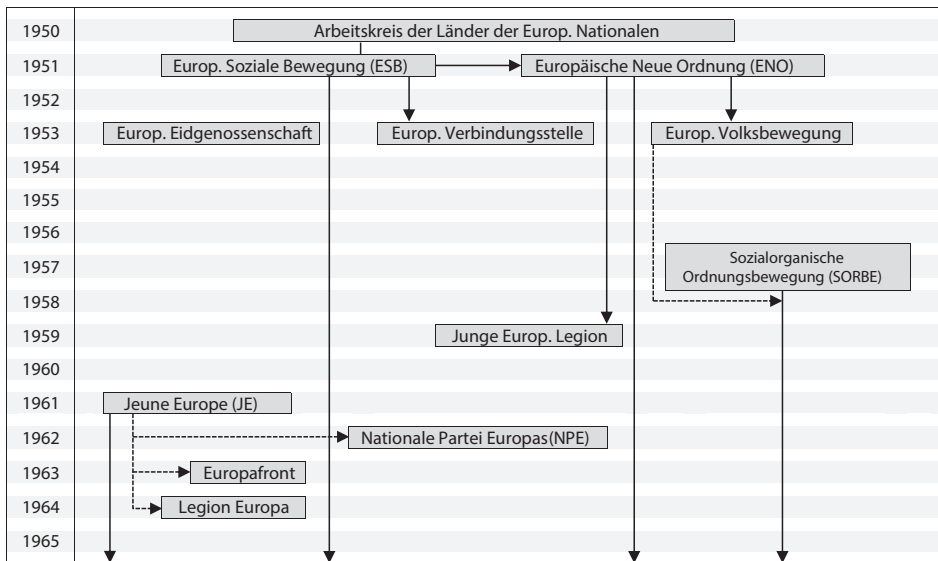 1950
Arbeitskreis der Länder der Europ. Nationalen
1951
Europ. Soziale Bewegung (ESB)
Europäische Neue Ordnung (ENO)
1952
1953
Europ. Eidgenossenschaft
Europ. Verbindungsstelle
Europ. Volksbewegung
1954
1955
1956
1957
Sozialorganische
Ordnungsbewegung (SORBE)
1958
1959
Junge Europ. Legion
1960
1961
Jeune Europe (JE)
1962
Nationale Partei Europas(NPE)
1963
Europafront
1964
Legion Europa
1965